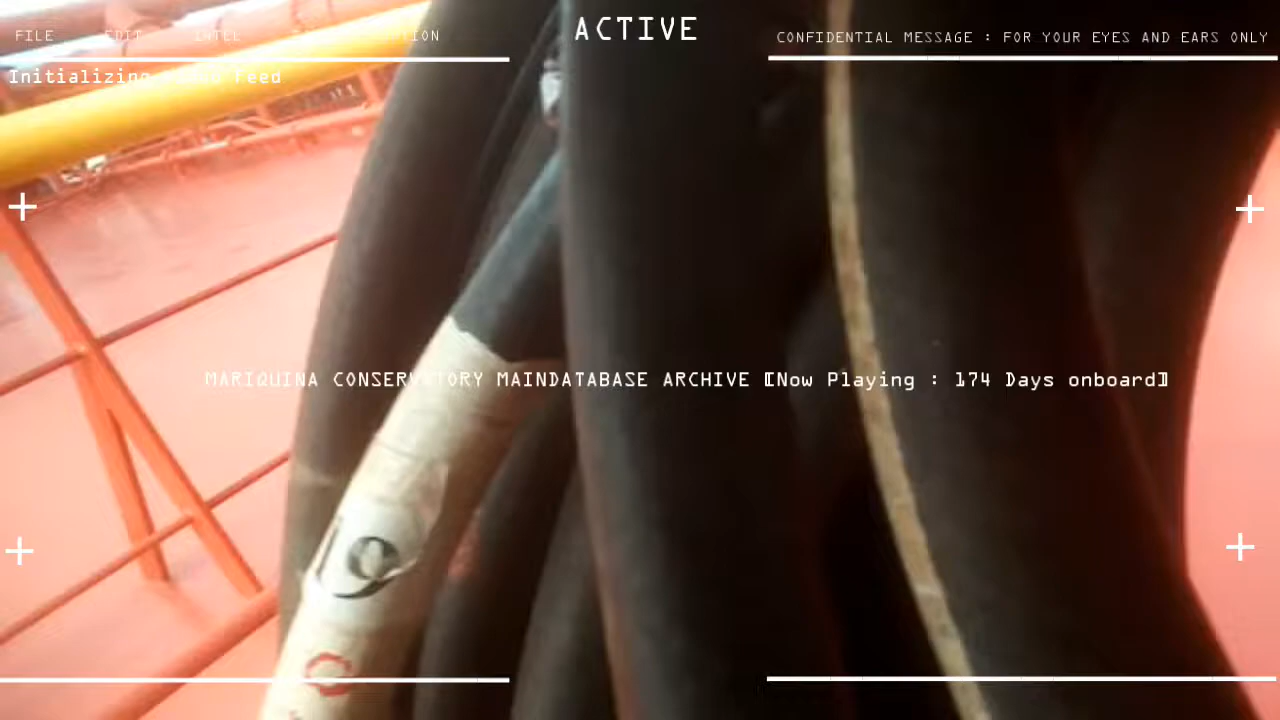 FILE EDIT INTEL
ACTIVE
CONFIDENTIAL MESSAGE : FOR YOUR EYES AND EARS ONLY
Initializing Feed
MARIQUINA CONSERVATORY MAINDATABASE ARCHIVE [Now Playing : 174 Days onboard]